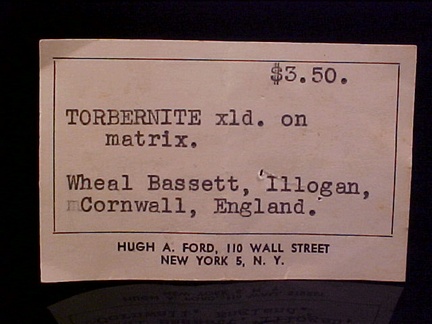 $3.50.
TORBERNITE xld. on
matrix.
Wheal Bassett, Illogan,
Cornwall, England.
HUGH A. FORD, 110 WALL STREET
NEW YORK 5, N. Y.